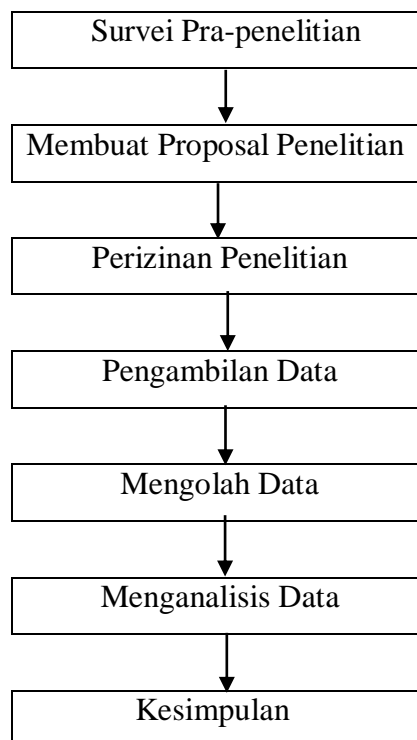 Survei Pra-penelitian
Membuat Proposal Penelitian
Perizinan Penelitian
Pengambilan Data
Mengolah Data
Menganalisis Data
Kesimpulan